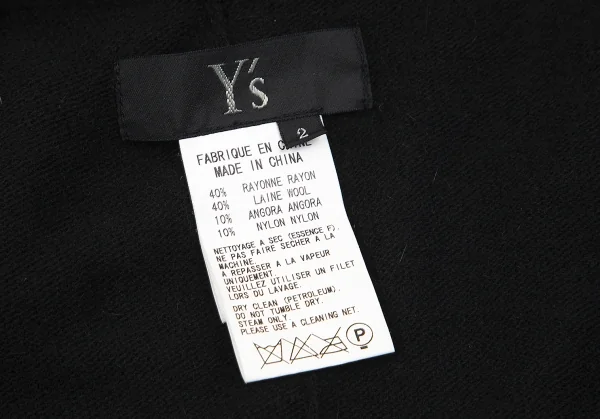 Y's
2
FABRIQUE EN
MADE IN CHINA
40% RAYONNE RAYON
40% LAINE WOOL
10% ANGORA ANGORA
10% NYLON NYLON
NETTOYAGE A SEC (ESSENCE F).
NE PAS FAIRE SECHER A LA
MACHINE.
A REPASSER A LA VAPEUR
UNIQUEMENT.
VEUILLEZ UTILISER UN FILET
LORS DU LAVAGE.
DRY CLEAN (PETROLEUM).
DO NOT TUMBLE DRY.
STEAM ONLY.
PLEASE USE A CLEANING NET.
P